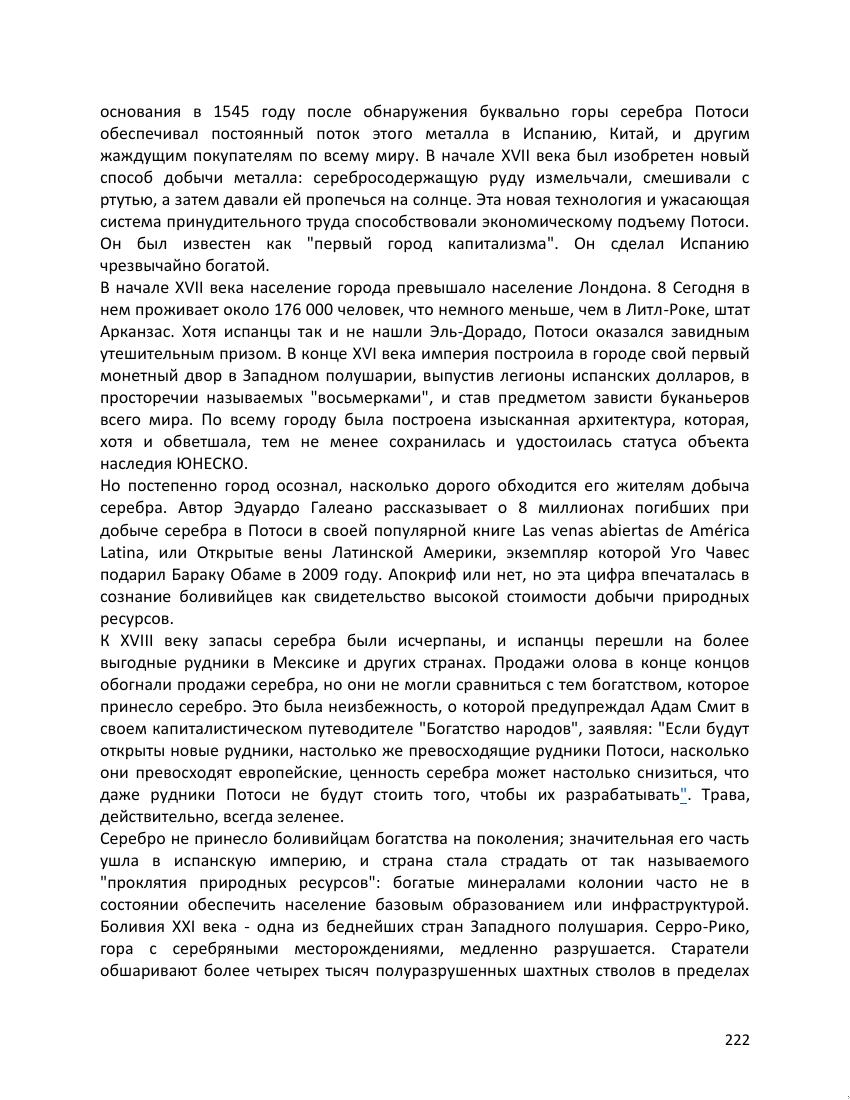 основания в 1545 году после обнаружения буквально горы серебра Потоси
обеспечивал постоянный поток этого металла в Испанию, Китай, и другим
жаждущим покупателям по всему миру. В начале XVII века был изобретен новый
способ добычи металла: серебросодержащую руду измельчали, смешивали с
ртутью, а затем давали ей пропечься на солнце. Эта новая технология и ужасающая
система принудительного труда способствовали экономическому подъему Потоси.
Он был известен как "первый город капитализма". Он сделал Испанию
чрезвычайно богатой.
В начале XVII века население города превышало население Лондона. 8 Сегодня в
нем проживает около 176 000 человек, что немного меньше, чем в Литл-Роке, штат
Арканзас. Хотя испанцы так и не нашли Эль-Дорадо, Потоси оказался завидным
утешительным призом. В конце XVI века империя построила в городе свой первый
монетный двор в Западном полушарии, выпустив легионы испанских долларов, в
просторечии называемых "восьмерками", и став предметом зависти буканьеров
всего мира. По всему городу была построена изысканная архитектура, которая,
хотя и обветшала, тем не менее сохранилась и удостоилась статуса объекта
наследия ЮНЕСКО.
Но постепенно город осознал, насколько дорого обходится его жителям добыча
серебра. Автор Эдуардо Галеано рассказывает о 8 миллионах погибших при
добыче серебра в Потоси в своей популярной книге Las venas abiertas de América
Latina, или Открытые вены Латинской Америки, экземпляр которой Уго Чавес
подарил Бараку Обаме в 2009 году. Апокриф или нет, но эта цифра впечаталась в
сознание боливийцев как свидетельство высокой стоимости добычи природных
ресурсов.
К XVIII веку запасы серебра были исчерпаны, и испанцы перешли на более
выгодные рудники в Мексике и других странах. Продажи олова в конце концов
обогнали продажи серебра, но они не могли сравниться с тем богатством, которое
принесло серебро. Это была неизбежность, о которой предупреждал Адам Смит в
своем капиталистическом путеводителе "Богатство народов", заявляя: "Если будут
открыты новые рудники, настолько же превосходящие рудники Потоси, насколько
они превосходят европейские, ценность серебра может настолько снизиться, что
даже рудники Потоси не будут стоить того, чтобы их разрабатывать". Трава,
действительно, всегда зеленее.
Серебро не принесло боливийцам богатства на поколения; значительная его часть
ушла в испанскую империю, и страна стала страдать от так называемого
"проклятия природных ресурсов": богатые минералами колонии часто не в
состоянии обеспечить население базовым образованием или инфраструктурой.
Боливия XXI века - одна из беднейших стран Западного полушария. Серро-Рико,
гора с серебряными месторождениями, медленно разрушается. Старатели
обшаривают более четырех тысяч полуразрушенных шахтных стволов в пределах
222